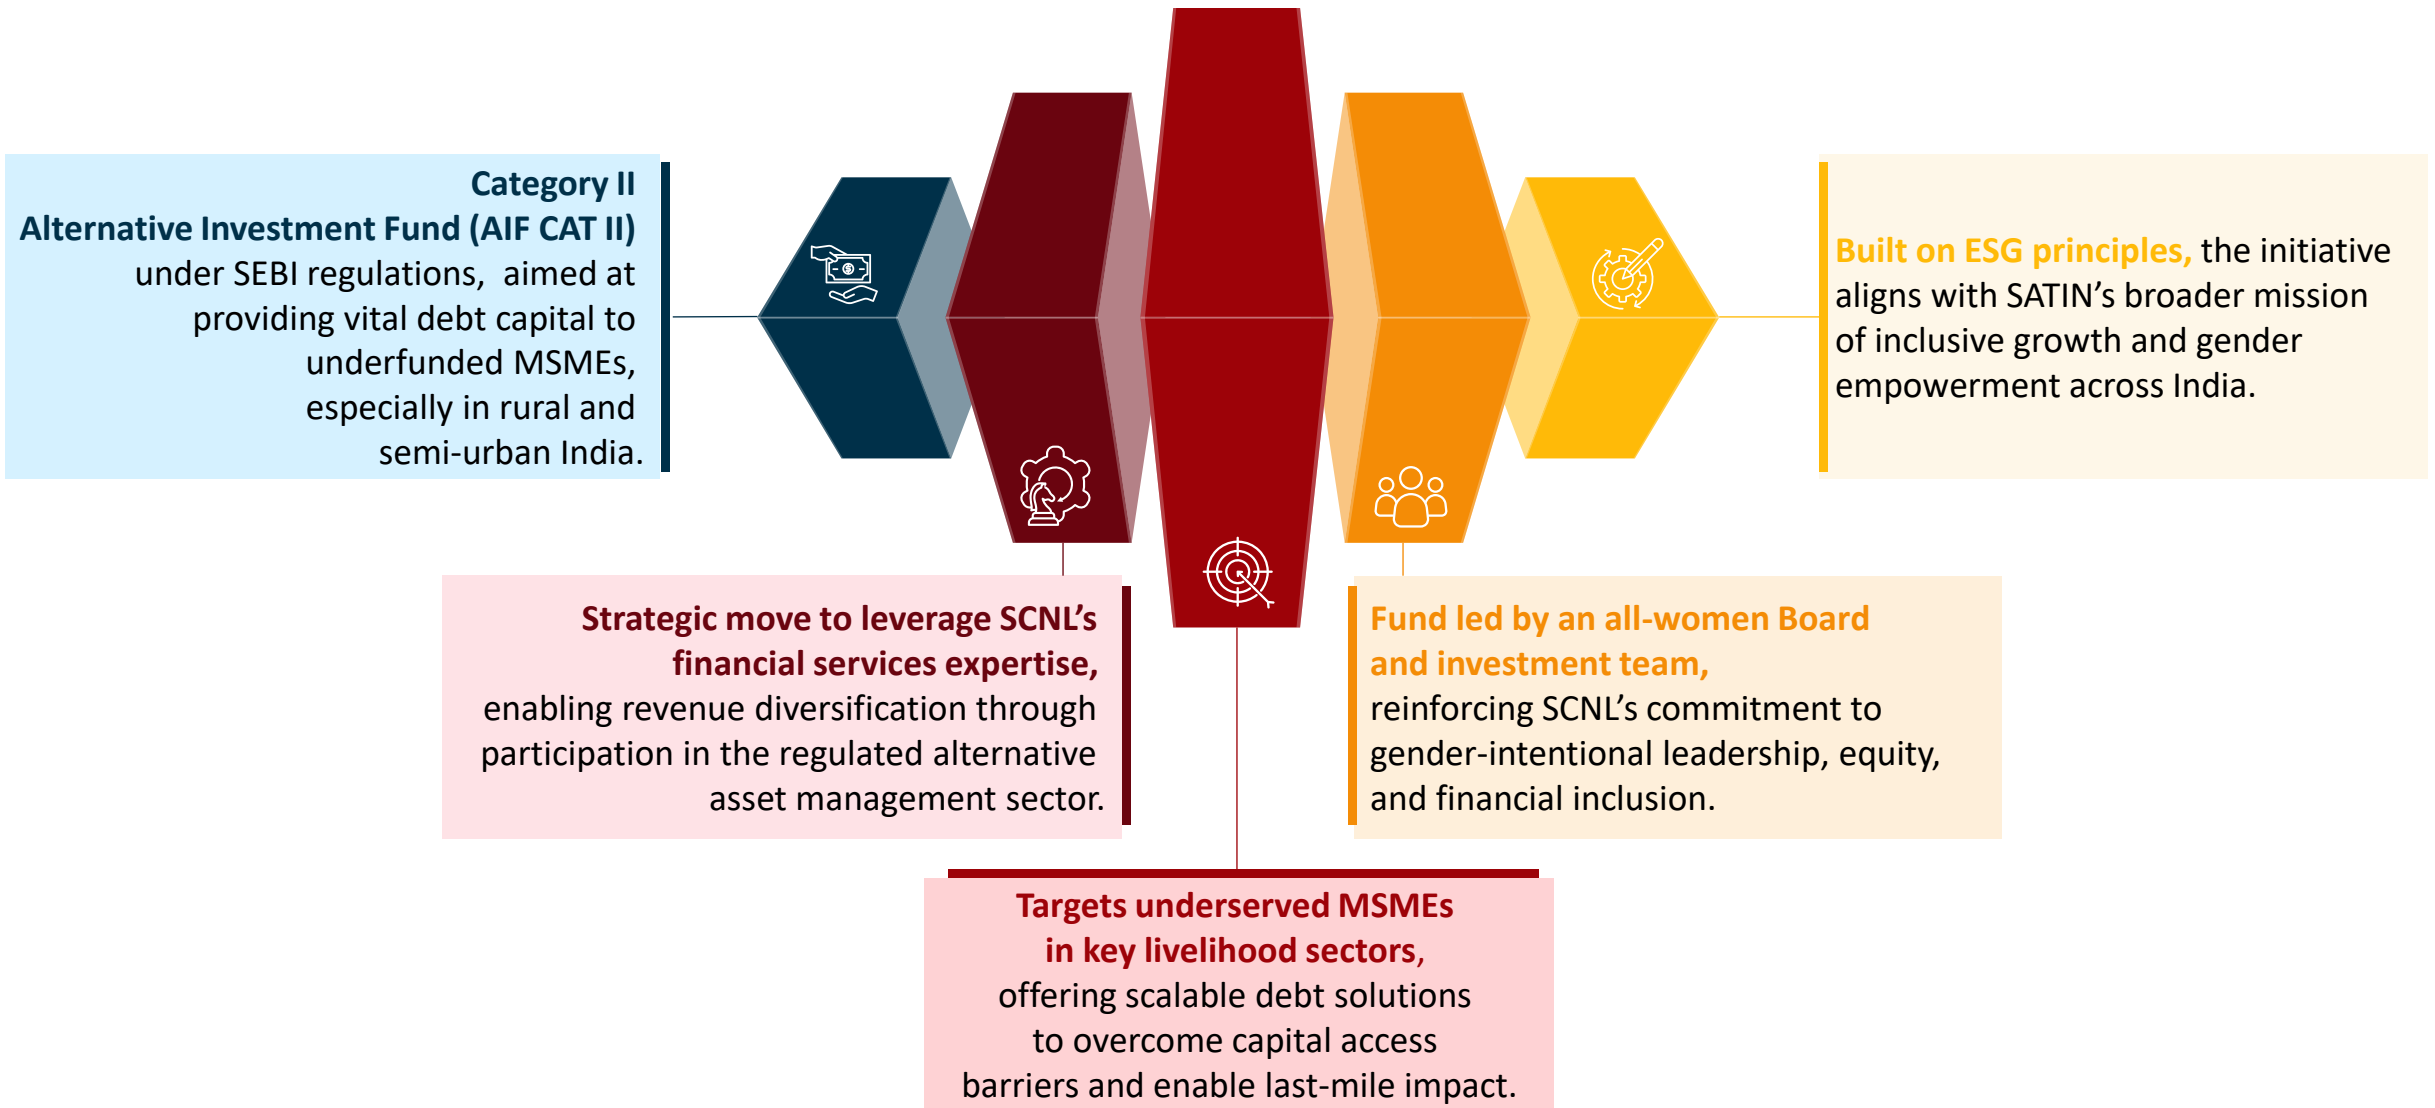 Category II
Alternative Investment Fund (AIF CAT II)
under SEBI regulations, aimed at
providing vital debt capital to
underfunded MSMEs,
especially in rural and
semi-urban India.
Strategic move to leverage SCNL’s
financial services expertise,
enabling revenue diversification through
participation in the regulated alternative
asset management sector.
Targets underserved MSMEs
in key livelihood sectors,
offering scalable debt solutions
to overcome capital access
barriers and enable last-mile impact.
Fund led by an all-women Board
and investment team,
reinforcing SCNL’s commitment to
gender-intentional leadership, equity,
and financial inclusion.
Built on ESG principles, the initiative
aligns with SATIN’s broader mission
of inclusive growth and gender
empowerment across India.